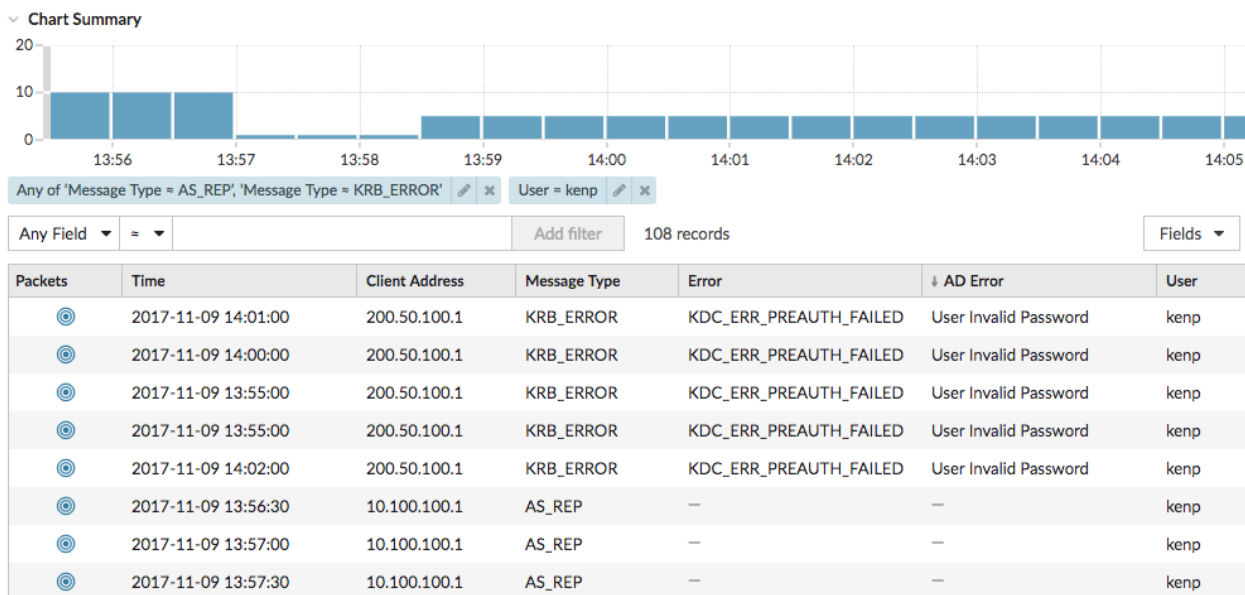 Chart Summary
20
10
0
13:56 13:57 13:58 13:59 14:00 14:01 14:02 14:03 14:04 14:05
Any of ‘Message Type ≈ AS_REP’, ‘Message Type ≈ KRB_ERROR’ User = kenp
Any Field ≈ Add filter 108 records Fields
Packets Time Client Address Message Type Error ↓ AD Error User
2017-11-09 14:01:00 200.50.100.1 KRB_ERROR KDC_ERR_PREAUTH_FAILED User Invalid Password kenp
2017-11-09 14:00:00 200.50.100.1 KRB_ERROR KDC_ERR_PREAUTH_FAILED User Invalid Password kenp
2017-11-09 13:55:00 200.50.100.1 KRB_ERROR KDC_ERR_PREAUTH_FAILED User Invalid Password kenp
2017-11-09 13:55:00 200.50.100.1 KRB_ERROR KDC_ERR_PREAUTH_FAILED User Invalid Password kenp
2017-11-09 14:02:00 200.50.100.1 KRB_ERROR KDC_ERR_PREAUTH_FAILED User Invalid Password kenp
2017-11-09 13:56:30 10.100.100.1 AS_REP — — kenp
2017-11-09 13:57:00 10.100.100.1 AS_REP — — kenp
2017-11-09 13:57:30 10.100.100.1 AS_REP — — kenp